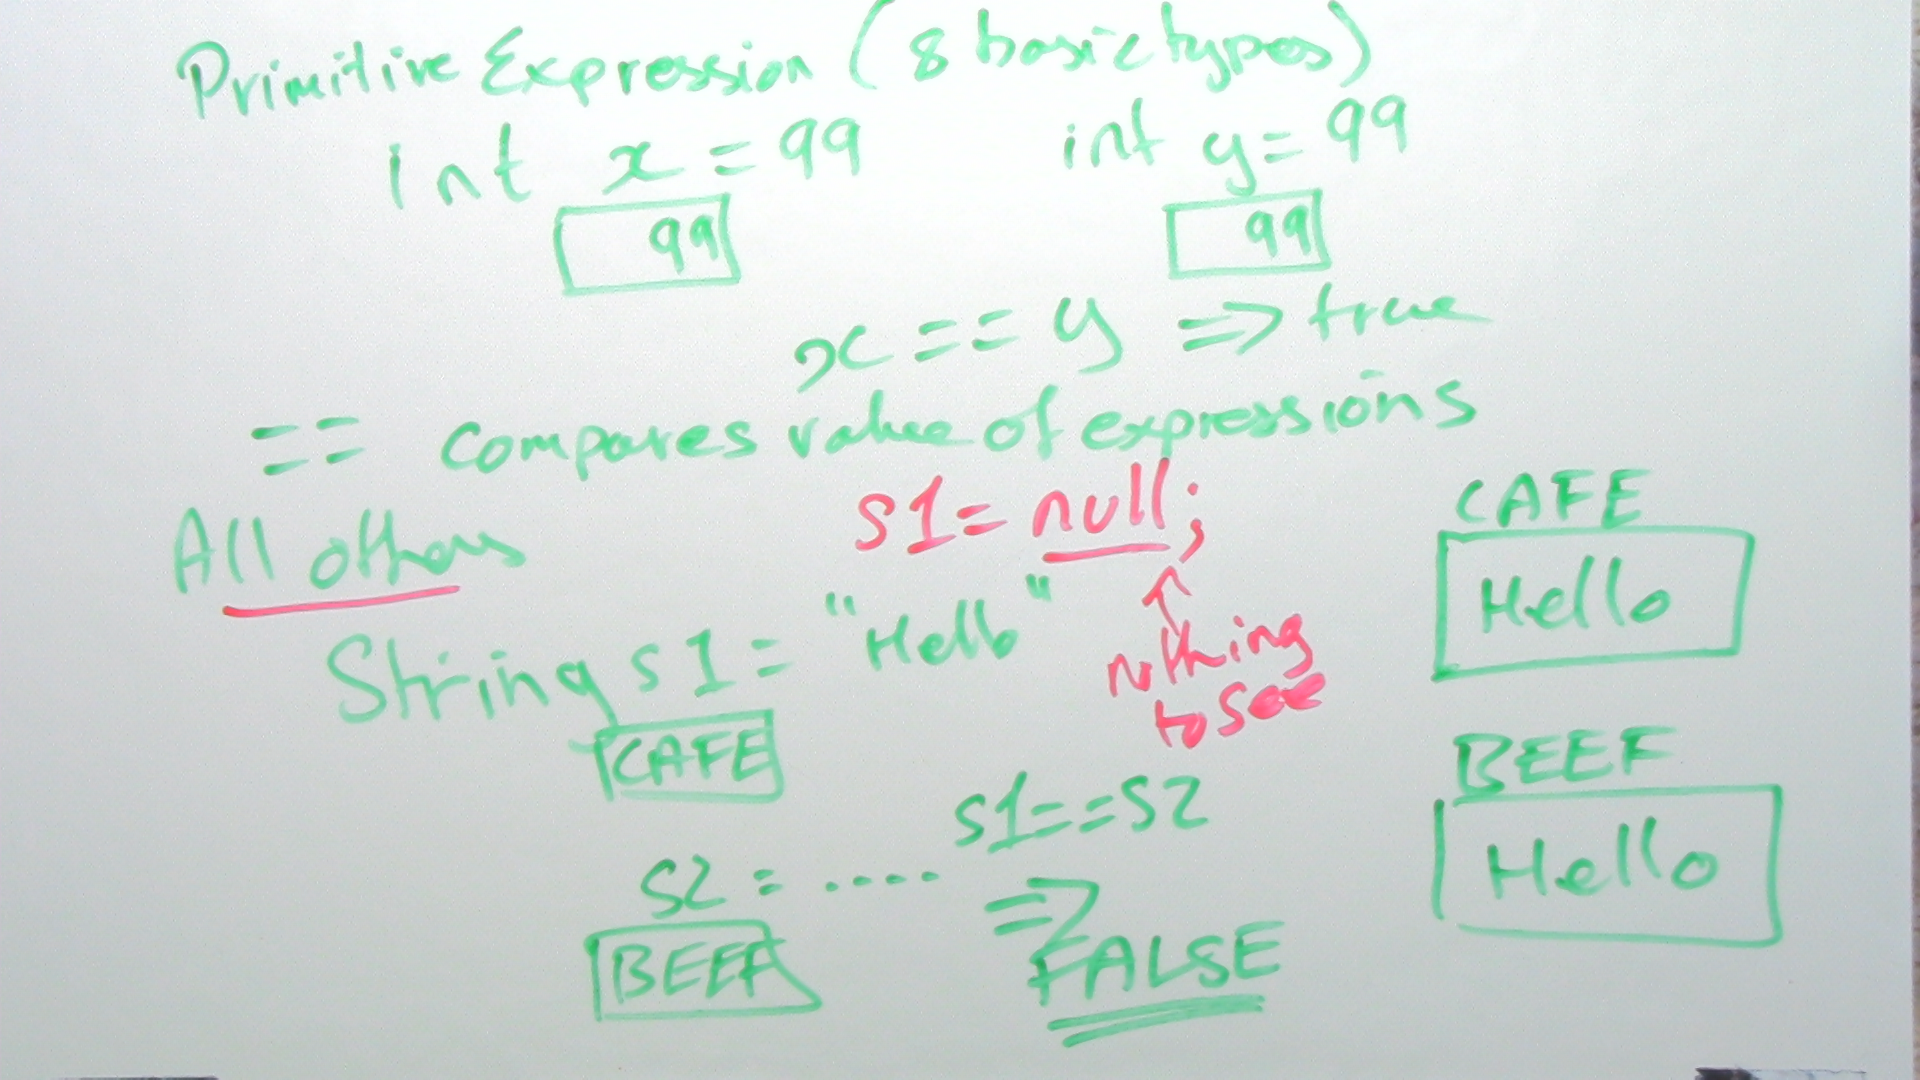 Primitive Expression (8 basic types)
int x = 99 int y = 99
99 99
x == y => true
== compares value of expressions
All others
s1 = null;
nothing
to see
String s1 = "Hello"
CAFE
s2 = ....
BEEF
s1==s2
=>
FALSE
CAFE
Hello
BEEF
Hello